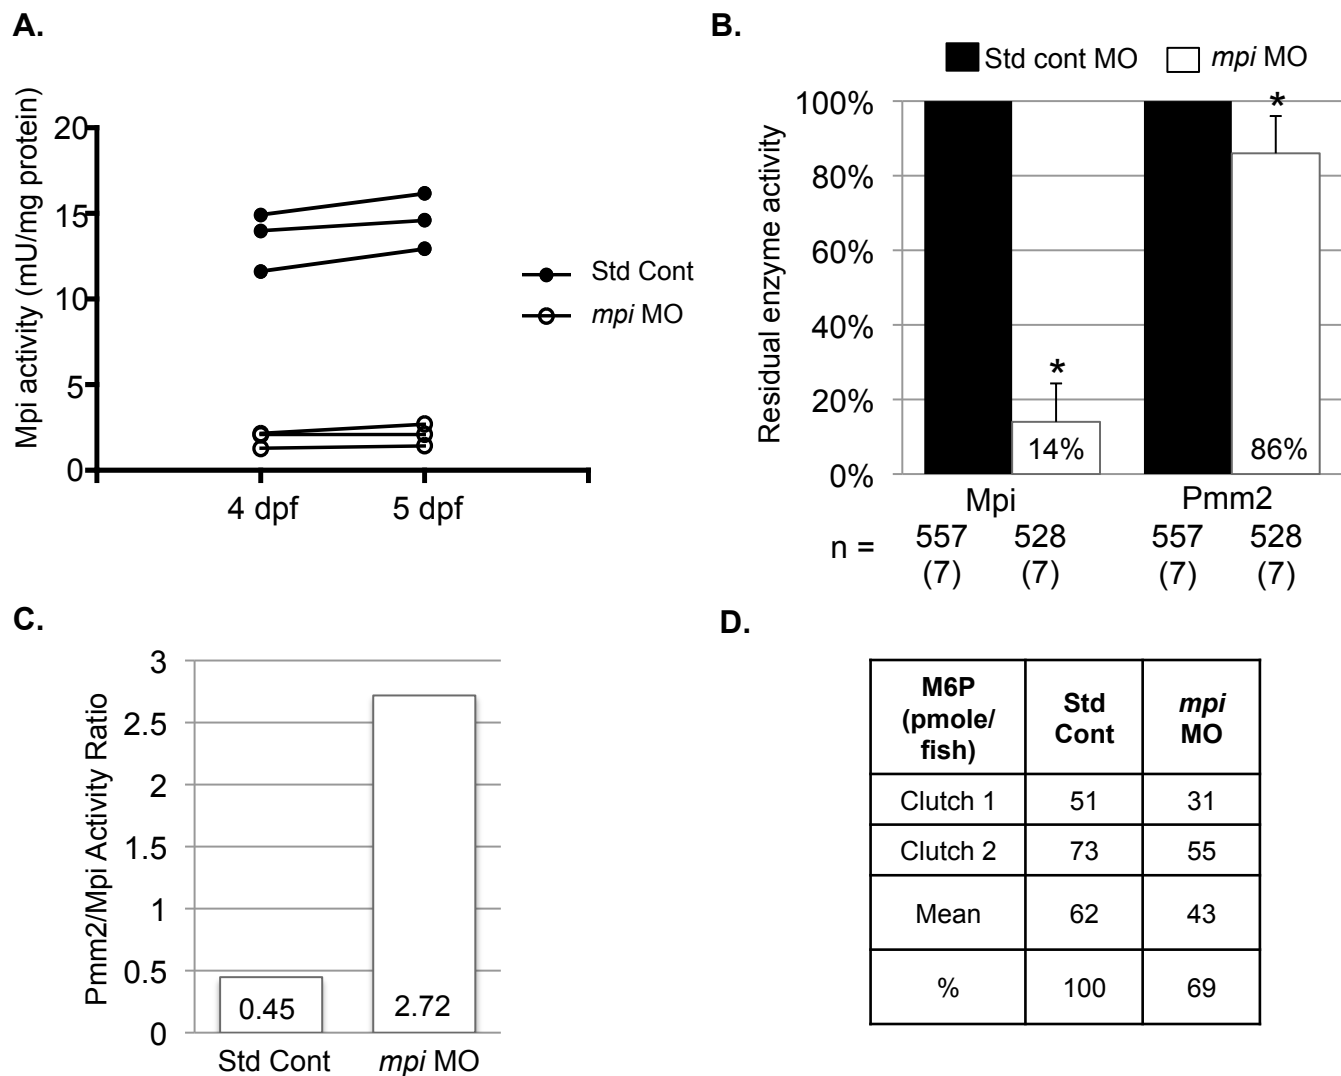 A.
Mpi activity (mU/mg protein)
20
15
10
5
0
4 dpf
5 dpf
Std Cont
mpi MO
B.
Std cont MO
mpi MO
Residual enzyme activity
100%
80%
60%
40%
20%
0%
*
*
14%
86%
Mpi
Pmm2
n =
557
528
557
528
(7)
(7)
(7)
(7)
C.
Pmm2/Mpi Activity Ratio
3
2.5
2
1.5
1
0.5
0
0.45
2.72
Std Cont
mpi MO
D.
M6P
(pmole/
fish)
Std
Cont
mpi
MO
Clutch 1
51
31
Clutch 2
73
55
Mean
62
43
%
100
69